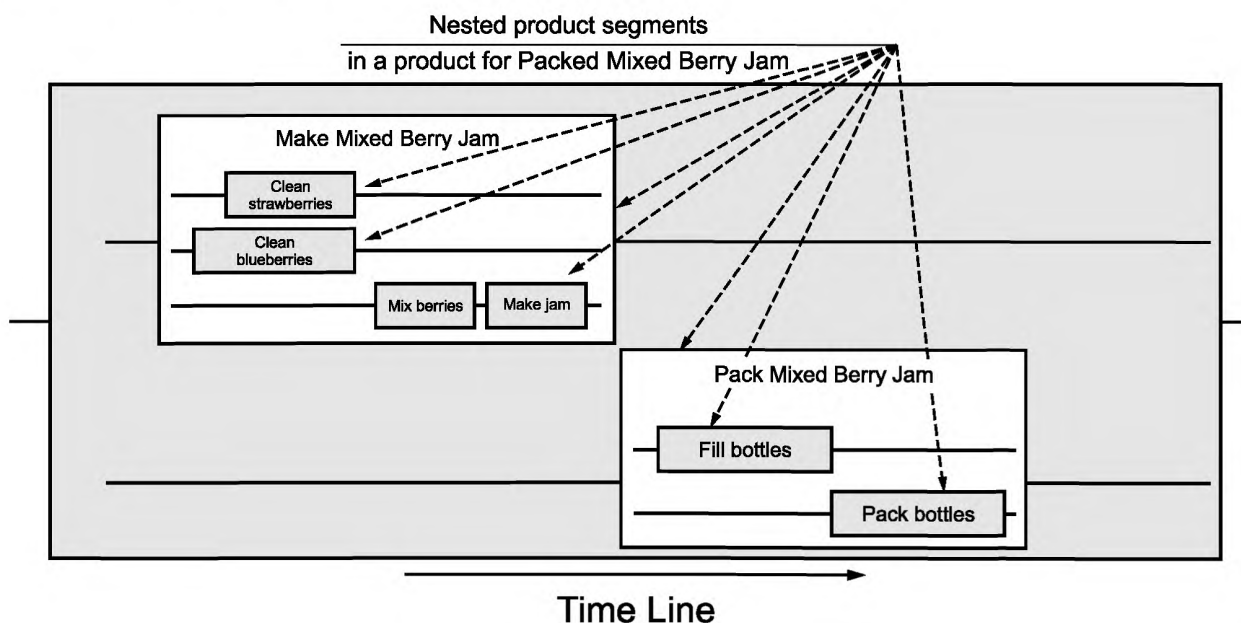 Nested product segments
in a product for Packed Mixed Berry Jam
Make Mixed Berry Jam
Clean
strawberries
Clean
blueberries
Mix berries
Make jam
Pack Mixed Berry Jam
Fill bottles
Pack bottles
Time Line